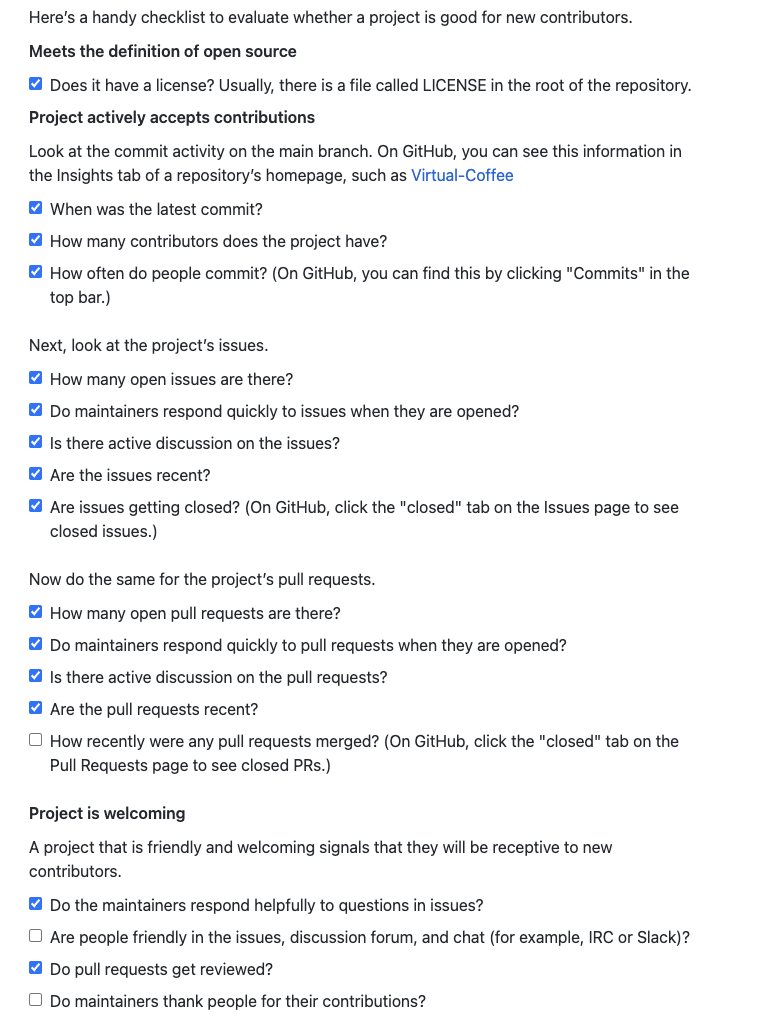 Here’s a handy checklist to evaluate whether a project is good for new contributors.
Meets the definition of open source
Does it have a license? Usually, there is a file called LICENSE in the root of the repository.
Project actively accepts contributions
Look at the commit activity on the main branch. On GitHub, you can see this information in
the Insights tab of a repository’s homepage, such as Virtual-Coffee
When was the latest commit?
How many contributors does the project have?
How often do people commit? (On GitHub, you can find this by clicking "Commits" in the
top bar.)
Next, look at the project’s issues.
How many open issues are there?
Do maintainers respond quickly to issues when they are opened?
Is there active discussion on the issues?
Are the issues recent?
Are issues getting closed? (On GitHub, click the "closed" tab on the Issues page to see
closed issues.)
Now do the same for the project’s pull requests.
How many open pull requests are there?
Do maintainers respond quickly to pull requests when they are opened?
Is there active discussion on the pull requests?
Are the pull requests recent?
How recently were any pull requests merged? (On GitHub, click the "closed" tab on the
Pull Requests page to see closed PRs.)
Project is welcoming
A project that is friendly and welcoming signals that they will be receptive to new
contributors.
Do the maintainers respond helpfully to questions in issues?
Are people friendly in the issues, discussion forum, and chat (for example, IRC or Slack)?
Do pull requests get reviewed?
Do maintainers thank people for their contributions?